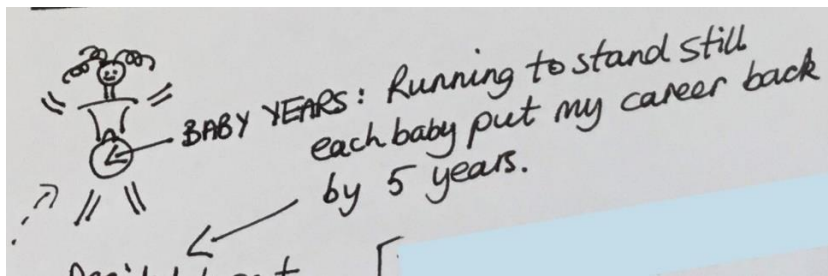 BABY YEARS: Running to stand still
each baby put my career back
by 5 years.